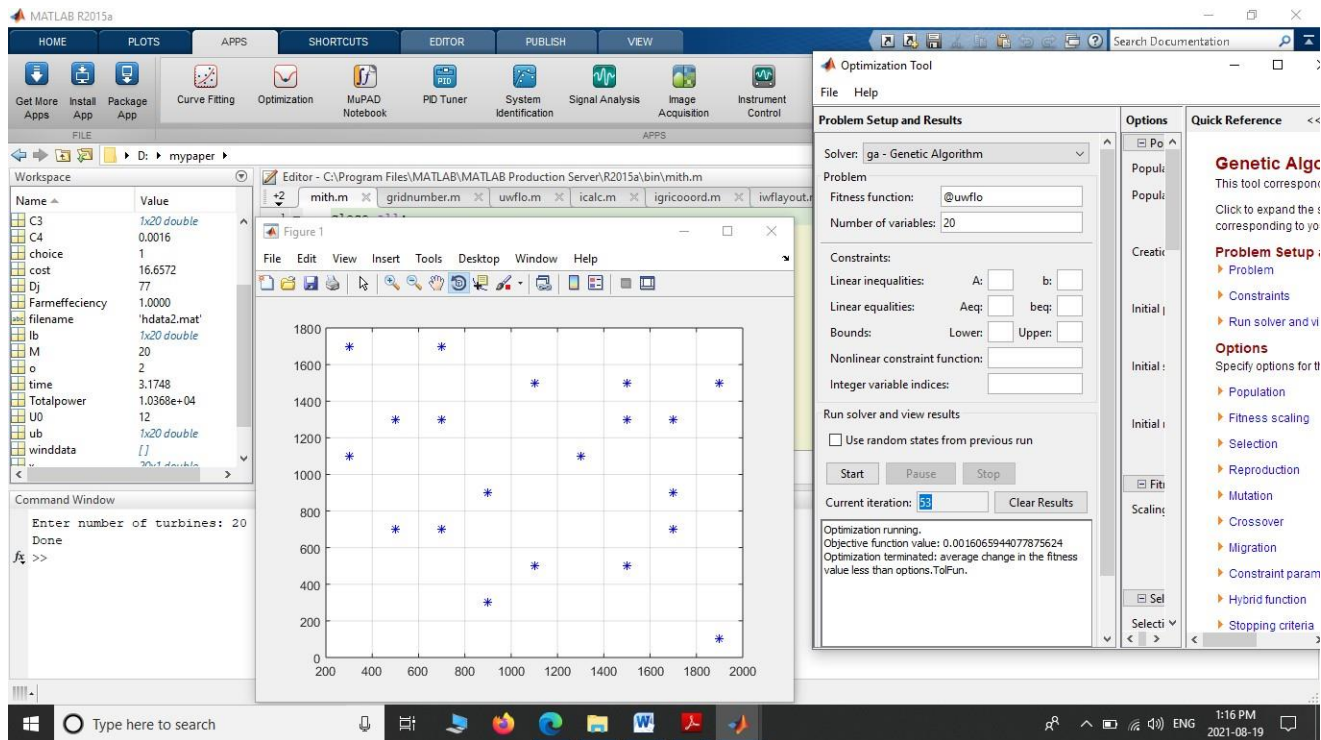 MATLAB R2015a
HOME PLOTS APPS SHORTCUTS EDITOR PUBLISH VIEW
Search Documentation
Get More Apps
Install App
Package App
Curve Fitting
Optimization
MuPAD Notebook
PID Tuner
System Identification
Signal Analysis
Image Acquisition
Instrument Control
FILE
APPS
D: mypaper
Workspace
Name Value
C3 1x20 double
C4 0.0016
choice 1
cost 16.6572
Dj 77
Farmeffeciency 1.0000
abc filename 'hdata2.mat'
lb 1x20 double
M 20
o 2
time 3.1748
Totalpower 1.0368e+04
U0 12
ub 1x20 double
winddata []
Command Window
Enter number of turbines: 20
Done
fx >>
Editor - C:\Program Files\MATLAB\MATLAB Production Server\R2015a\bin\mith.m
+2 mith.m gridnumber.m uwflo.m icalc.m igricooord.m iwflayout.m
Figure 1
File Edit View Insert Tools Desktop Window Help
1800
1600
1400
1200
1000
800
600
400
200
0
200 400 600 800 1000 1200 1400 1600 1800 2000
Optimization Tool
File Help
Problem Setup and Results
Solver: ga - Genetic Algorithm
Problem
Fitness function: @uwflo
Number of variables: 20
Constraints:
Linear inequalities: A: b:
Linear equalities: Aeq: beq:
Bounds: Lower: Upper:
Nonlinear constraint function:
Integer variable indices:
Run solver and view results
Use random states from previous run
Start Pause Stop
Current iteration: 53 Clear Results
Optimization running.
Objective function value: 0.0016065944077875624
Optimization terminated: average change in the fitness
value less than options.TolFun.
Options
Po
Popula
Popula
Creatic
Initial
Initial
Initial
Fit
Scaling
Sel
Selecti
Quick Reference <<
Genetic Algo
This tool correspond
Click to expand the s
corresponding to yo
Problem Setup
Problem
Constraints
Run solver and vi
Options
Specify options for th
Population
Fitness scaling
Selection
Reproduction
Mutation
Crossover
Migration
Constraint param
Hybrid function
Stopping criteria
Type here to search
ENG
1:16 PM
2021-08-19